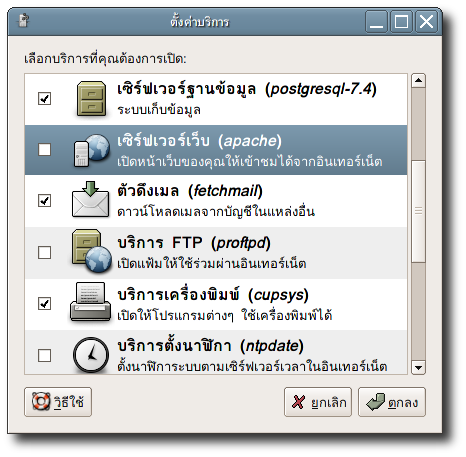 ตั้งค่าบริการ
เลือกบริการที่คุณต้องการเปิด:
เซิร์ฟเวอร์ฐานข้อมูล (postgresql-7.4)
ระบบเก็บข้อมูล
เซิร์ฟเวอร์เว็บ (apache)
เปิดหน้าเว็บของคุณให้เข้าชมได้จากอินเทอร์เน็ต
ตัวดึงเมล (fetchmail)
ดาวน์โหลดเมลจากบัญชีในแหล่งอื่น
บริการ FTP (proftpd)
เปิดแฟ้มให้ใช้ร่วมผ่านอินเทอร์เน็ต
บริการเครื่องพิมพ์ (cupsys)
เปิดให้โปรแกรมต่างๆ ใช้เครื่องพิมพ์ได้
บริการตั้งนาฬิกา (ntpdate)
ตั้งนาฬิการะบบตามเซิร์ฟเวอร์เวลาในอินเทอร์เน็ต
วิธีใช้ ยกเลิก ตกลง